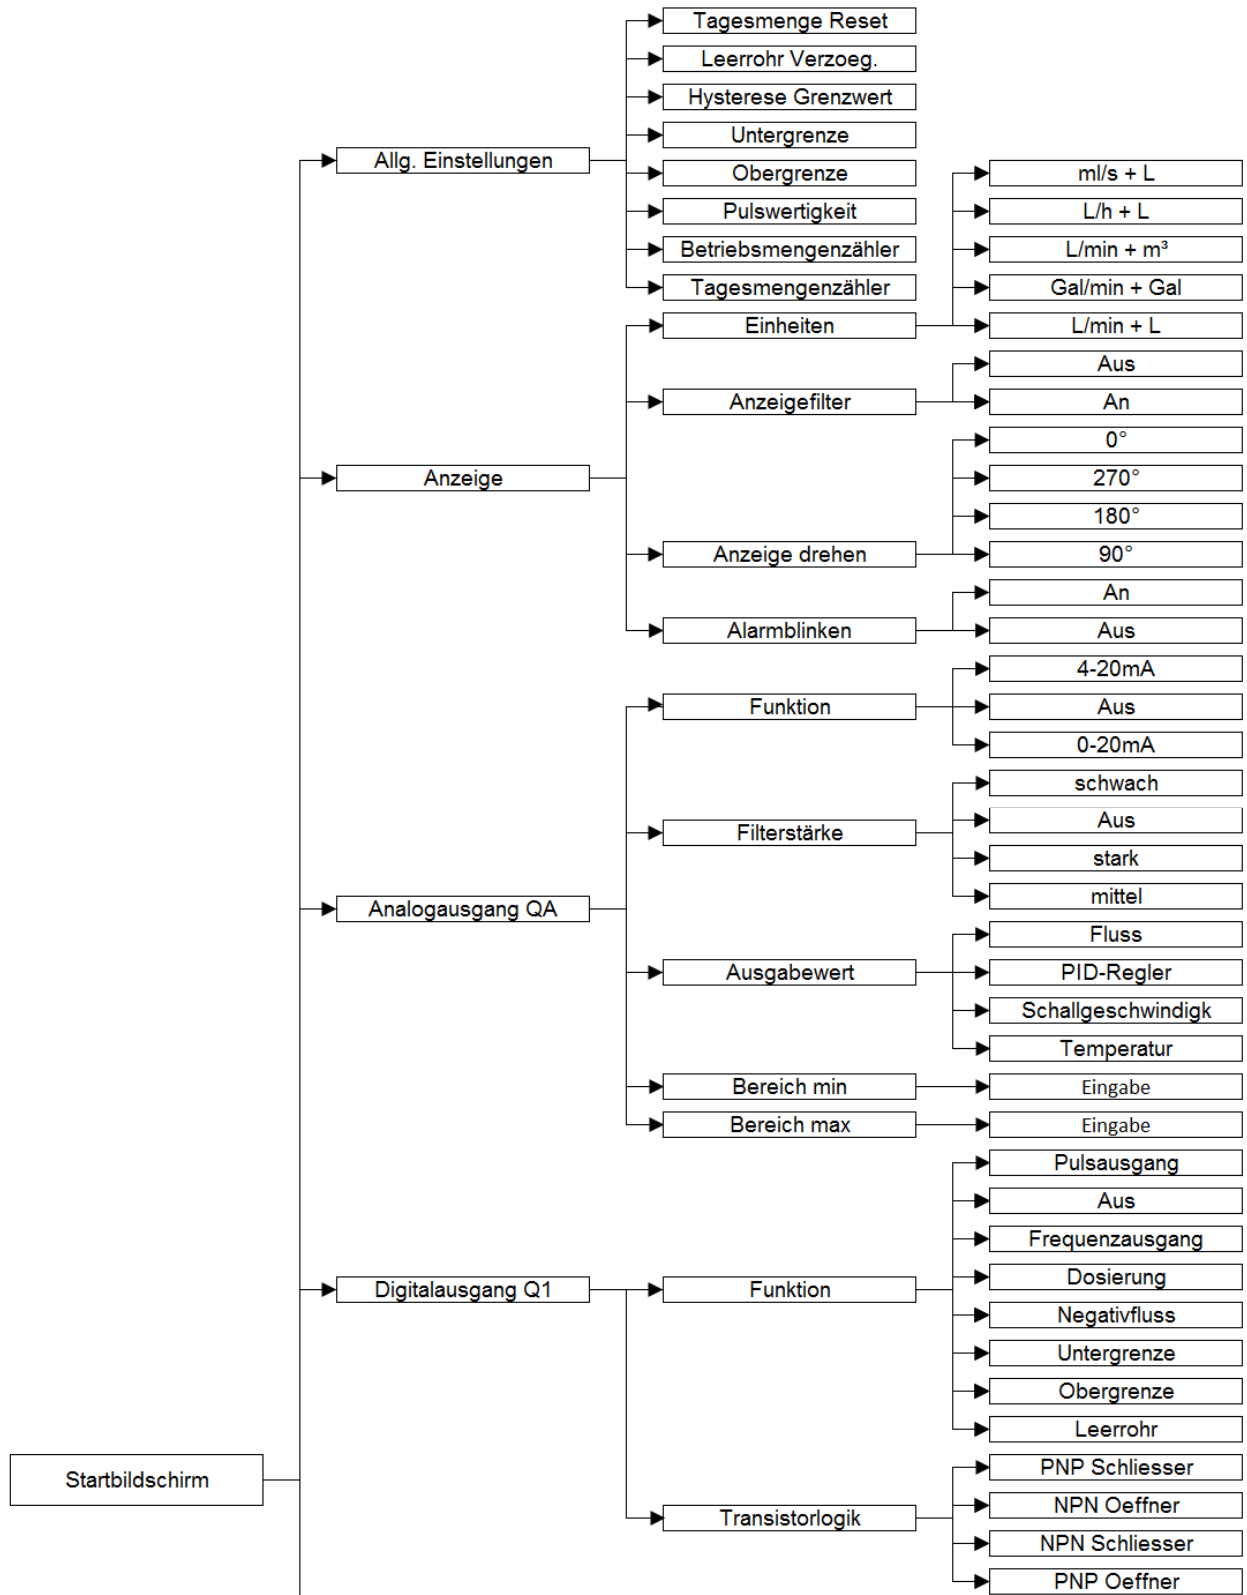 Tagesmenge Reset
Leerrohr Verzoeg.
Hysterese Grenzwert
Untergrenze
Allg. Einstellungen
Obergrenze
ml/s + L
Pulswertigkeit
L/h + L
Betriebsmengenzähler
L/min + m³
Tagesmengenzähler
Gal/min + Gal
Einheiten
L/min + L
Aus
Anzeigefilter
An
0°
Anzeige
270°
180°
Anzeige drehen
90°
An
Alarmblinken
Aus
4-20mA
Funktion
Aus
0-20mA
schwach
Filterstärke
Aus
stark
mittel
Analogausgang QA
Fluss
Ausgabewert
PID-Regler
Schallgeschwindigk
Temperatur
Bereich min
Eingabe
Bereich max
Eingabe
Pulsausgang
Aus
Frequenzausgang
Dosierung
Digitalausgang Q1
Funktion
Negativfluss
Untergrenze
Obergrenze
Leerrohr
Startbildschirm
PNP Schliesser
NPN Oeffner
Transistorlogik
NPN Schliesser
PNP Oeffner